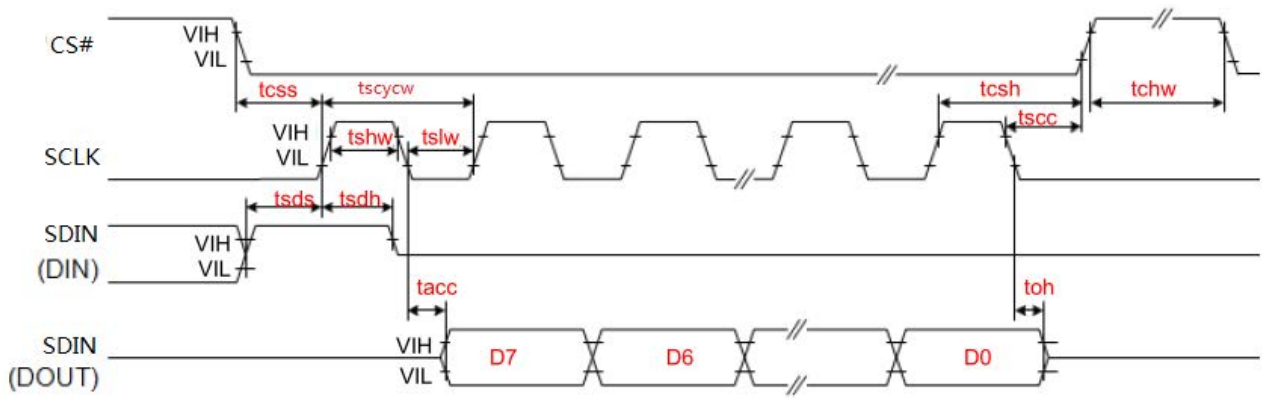 CS#
VIH
VIL
tcss
tscycw
tcsh
tchw
tscc
SCLK
VIH
VIL
tshw
tslw
tsds
tsdh
SDIN
(DIN)
VIH
VIL
tacc
toh
SDIN
(DOUT)
VIH
VIL
D7
D6
D0